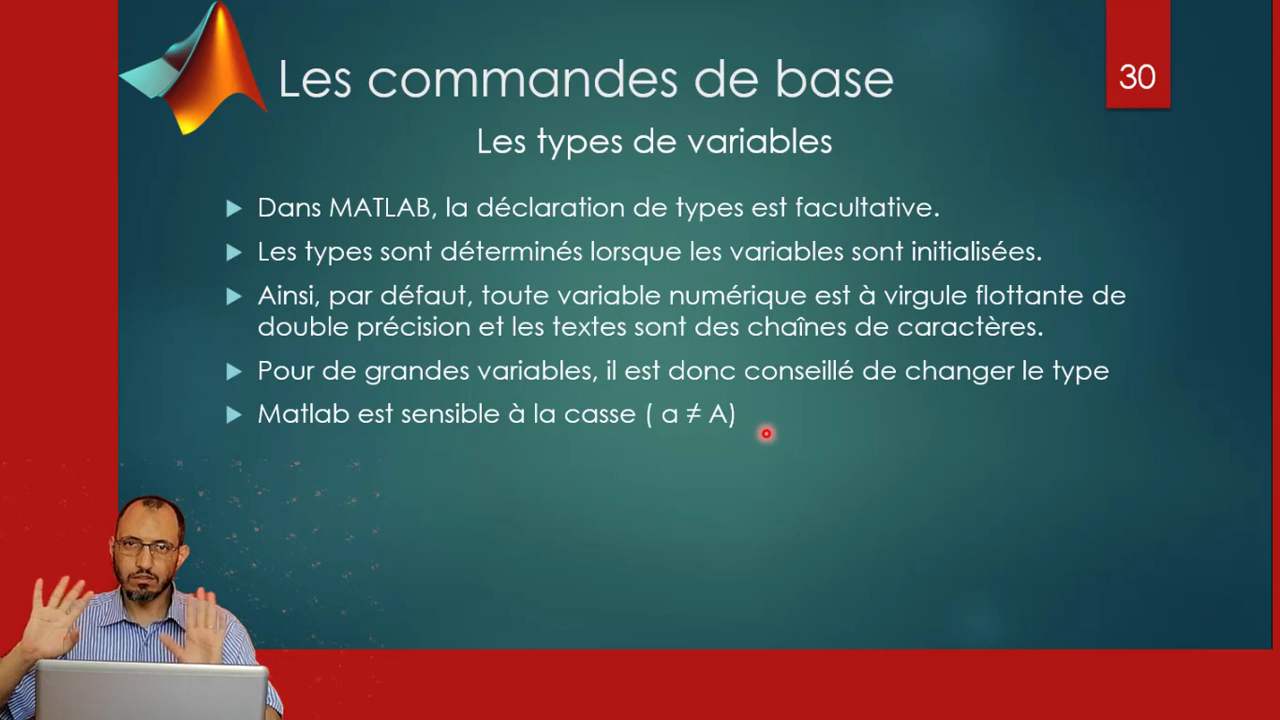 Les commandes de base
30
Les types de variables
Dans MATLAB, la déclaration de types est facultative.
Les types sont déterminés lorsque les variables sont initialisées.
Ainsi, par défaut, toute variable numérique est à virgule flottante de
double précision et les textes sont des chaînes de caractères.
Pour de grandes variables, il est donc conseillé de changer le type
Matlab est sensible à la casse ( a ≠ A)